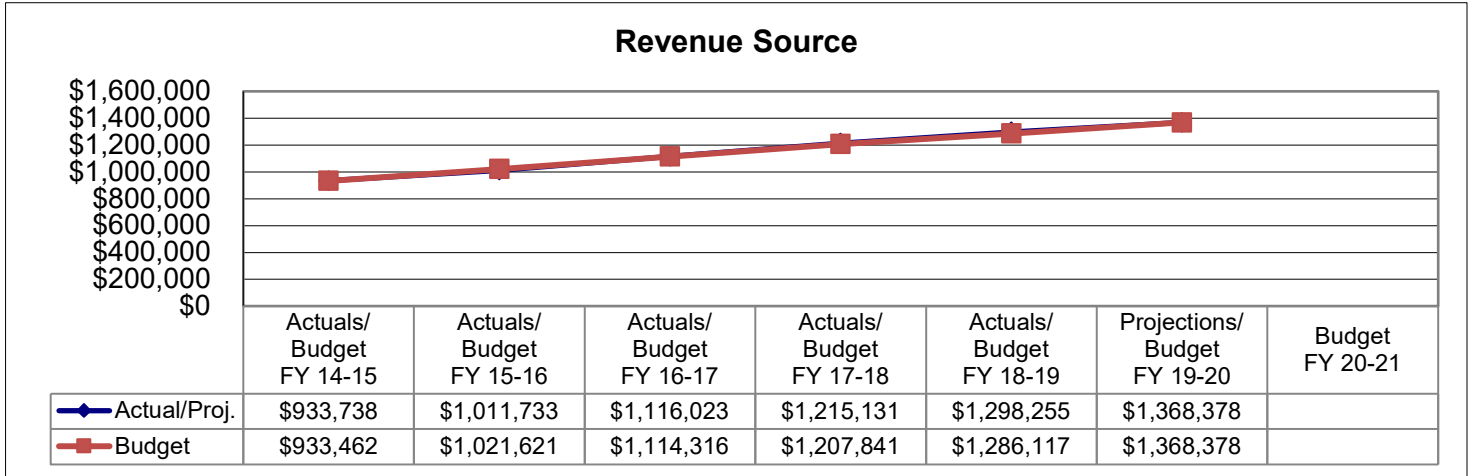 Revenue Source
$1,600,000
$1,400,000
$1,200,000
$1,000,000
$800,000
$600,000
$400,000
$200,000
$0
Actuals/ Actuals/ Actuals/ Actuals/ Actuals/ Projections/
Budget Budget Budget Budget Budget Budget Budget
FY 14-15 FY 15-16 FY 16-17 FY 17-18 FY 18-19 FY 19-20 FY 20-21
Actual/Proj. $933,738 $1,011,733 $1,116,023 $1,215,131 $1,298,255 $1,368,378
Budget $933,462 $1,021,621 $1,114,316 $1,207,841 $1,286,117 $1,368,378